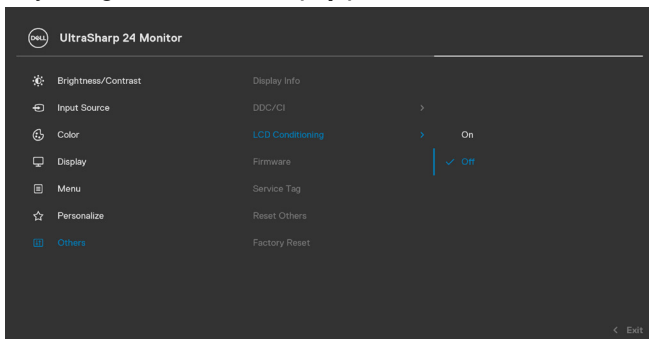 DELL
UltraSharp 24 Monitor
Brightness/Contrast
Display Info
Input Source
DDC/CI
Color
LCD Conditioning
On
Display
Firmware
Off
Menu
Service Tag
Personalize
Reset Others
Others
Factory Reset
Exit